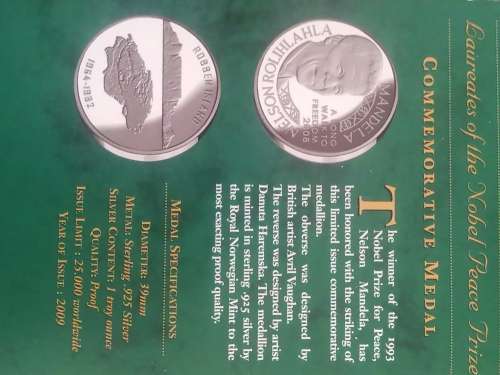 Laureates of the Nobel Peace Prize
COMMEMORATIVE MEDAL
NELSON ROLIHLAHLA MANDELA
A LONG
WALK TO
FREEDOM
2008
ROBBEN ISLAND
1964-1982
The winner of the 1993
Nobel Prize for Peace,
Nelson Mandela, has
been honored with the striking of
this limited issue commemorative
medallion.
The obverse was designed by
British artist Avril Vaughan.
The reverse was designed by artist
Danuta Harenska. The medallion
is minted in sterling .925 silver by
the Royal Norwegian Mint to the
most exacting proof quality.
MEDAL SPECIFICATIONS
DIAMETER: 39mm
METAL: Sterling .925 Silver
SILVER CONTENT: 1 troy ounce
QUALITY: Proof
ISSUE LIMIT : 25,000 worldwide
YEAR OF ISSUE : 2009